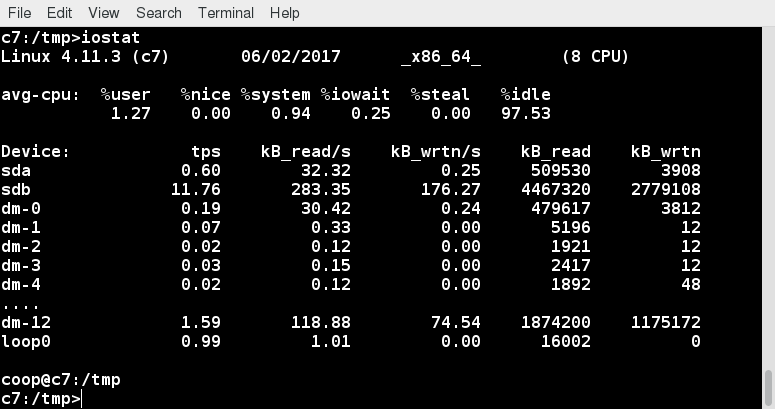 File Edit View Search Terminal Help
c7:/tmp>iostat
Linux 4.11.3 (c7) 06/02/2017 _x86_64_ (8 CPU)
avg-cpu: %user %nice %system %iowait %steal %idle
1.27 0.00 0.94 0.25 0.00 97.53
Device: tps kB_read/s kB_wrtn/s kB_read kB_wrtn
sda 0.60 32.32 0.25 509530 3908
sdb 11.76 283.35 176.27 4467320 2779108
dm-0 0.19 30.42 0.24 479617 3812
dm-1 0.07 0.33 0.00 5196 12
dm-2 0.02 0.12 0.00 1921 12
dm-3 0.03 0.15 0.00 2417 12
dm-4 0.02 0.12 0.00 1892 48
....
dm-12 1.59 118.88 74.54 1874200 1175172
loop0 0.99 1.01 0.00 16002 0
coop@c7:/tmp
c7:/tmp>